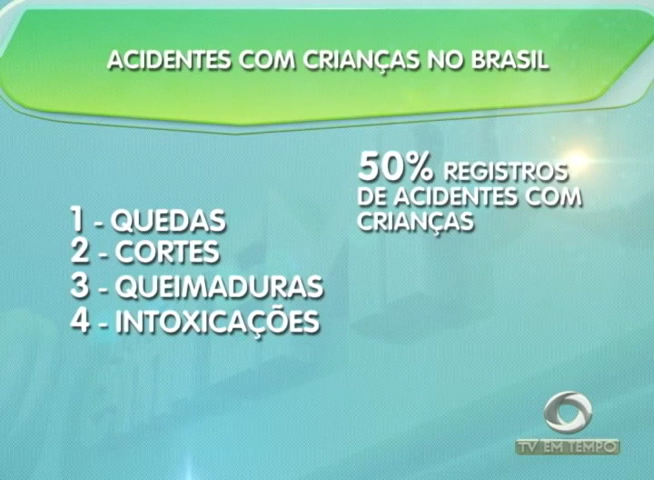 ACIDENTES COM CRIANÇAS NO BRASIL
50% REGISTROS
DE ACIDENTES COM
CRIANÇAS
1 - QUEDAS
2 - CORTES
3 - QUEIMADURAS
4 - INTOXICAÇÕES
TV EM TEMPO